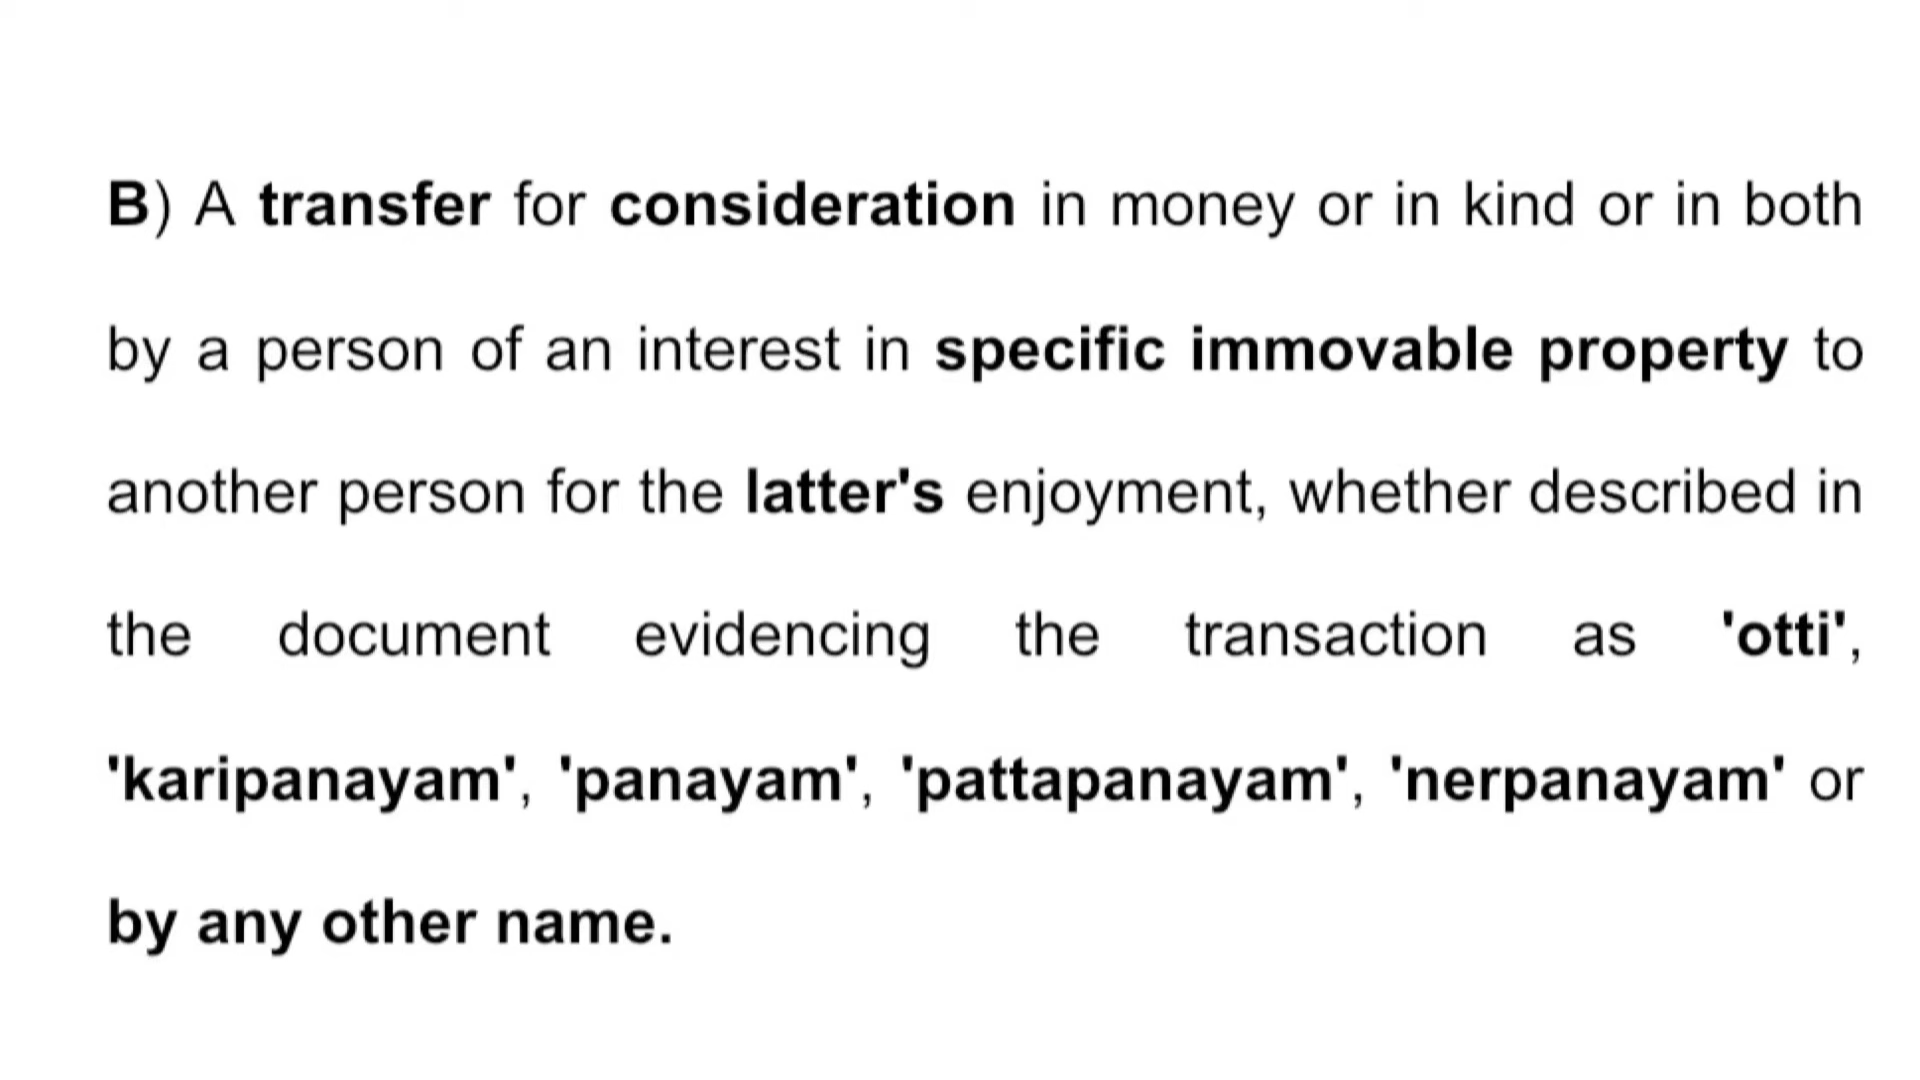 B) A transfer for consideration in money or in kind or in both
by a person of an interest in specific immovable property to
another person for the latter's enjoyment, whether described in
the document evidencing the transaction as 'otti',
'karipanayam', 'panayam', 'pattapanayam', 'nerpanayam' or
by any other name.